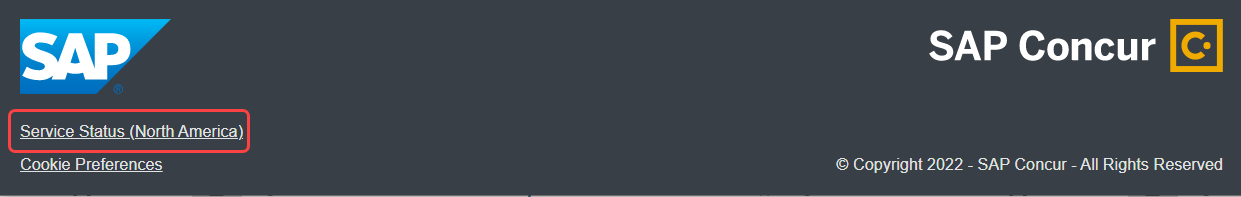 SAP
®
SAP Concur C
Service Status (North America)
Cookie Preferences
© Copyright 2022 - SAP Concur - All Rights Reserved